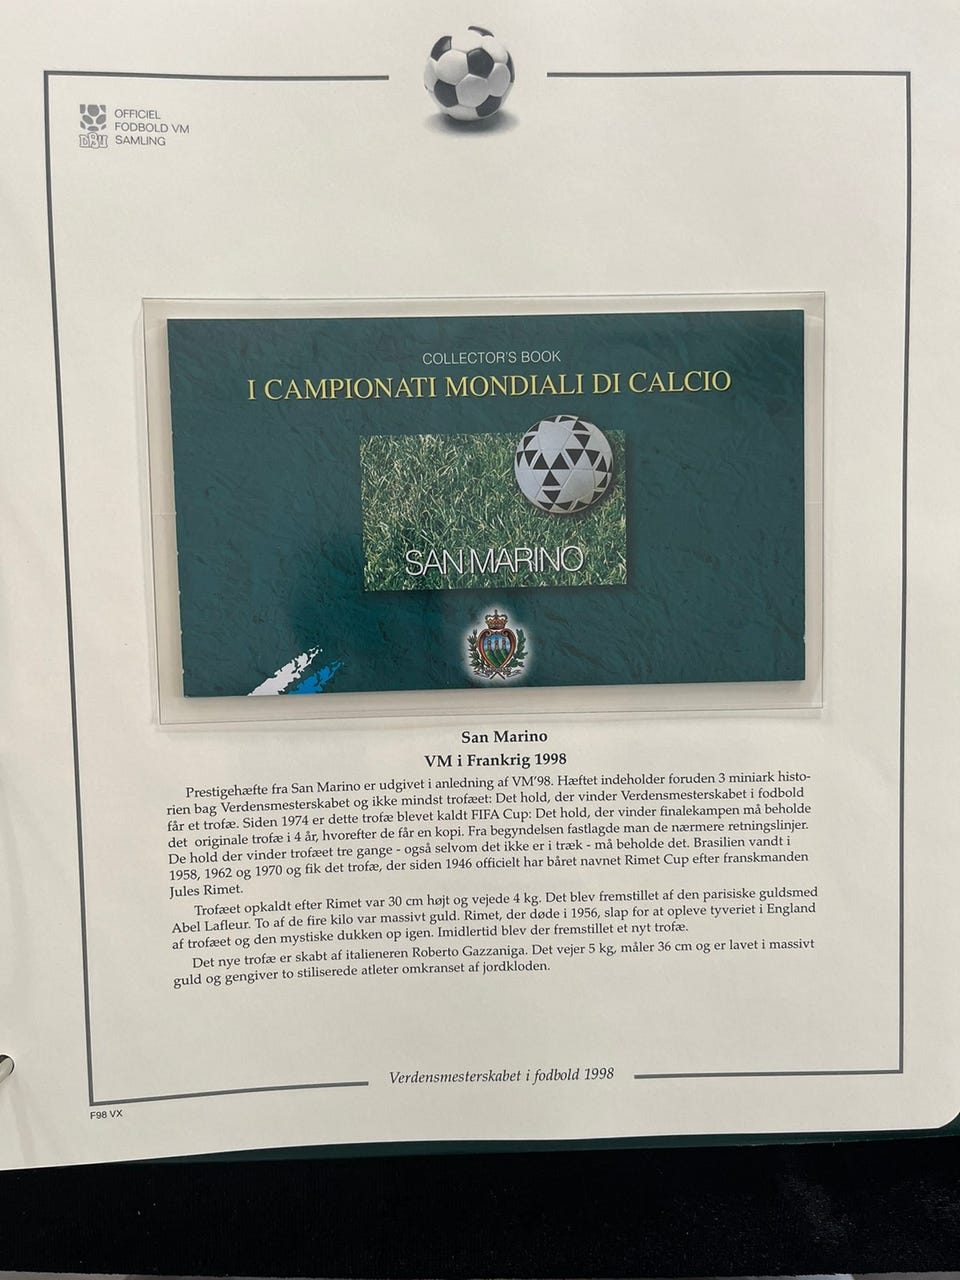 OFFICIEL
FODBOLD VM
SAMLING
DBU
COLLECTOR'S BOOK
I CAMPIONATI MONDIALI DI CALCIO
SAN MARINO
San Marino
VM i Frankrig 1998
Prestigehæfte fra San Marino er udgivet i anledning af VM'98. Hæftet indeholder foruden 3 miniark histo-
rien bag Verdensmesterskabet og ikke mindst trofæet: Det hold, der vinder Verdensmesterskabet i fodbold
får et trofæ. Siden 1974 er dette trofæ blevet kaldt FIFA Cup: Det hold, der vinder finalekampen må beholde
det originale trofæ i 4 år, hvorefter de får en kopi. Fra begyndelsen fastlagde man de nærmere retningslinjer.
De hold der vinder trofæet tre gange - også selvom det ikke er i træk - må beholde det. Brasilien vandt i
1958, 1962 og 1970 og fik det trofæ, der siden 1946 officielt har båret navnet Rimet Cup efter franskmanden
Jules Rimet.
Trofæet opkaldt efter Rimet var 30 cm højt og vejede 4 kg. Det blev fremstillet af den parisiske guldsmed
Abel Lafleur. To af de fire kilo var massivt guld. Rimet, der døde i 1956, slap for at opleve tyveriet i England
af trofæet og den mystiske dukken op igen. Imidlertid blev der fremstillet et nyt trofæ.
Det nye trofæ er skabt af italieneren Roberto Gazzaniga. Det vejer 5 kg, måler 36 cm og er lavet i massivt
guld og gengiver to stiliserede atleter omkranset af jordkloden.
Verdensmesterskabet i fodbold 1998
F98 VX